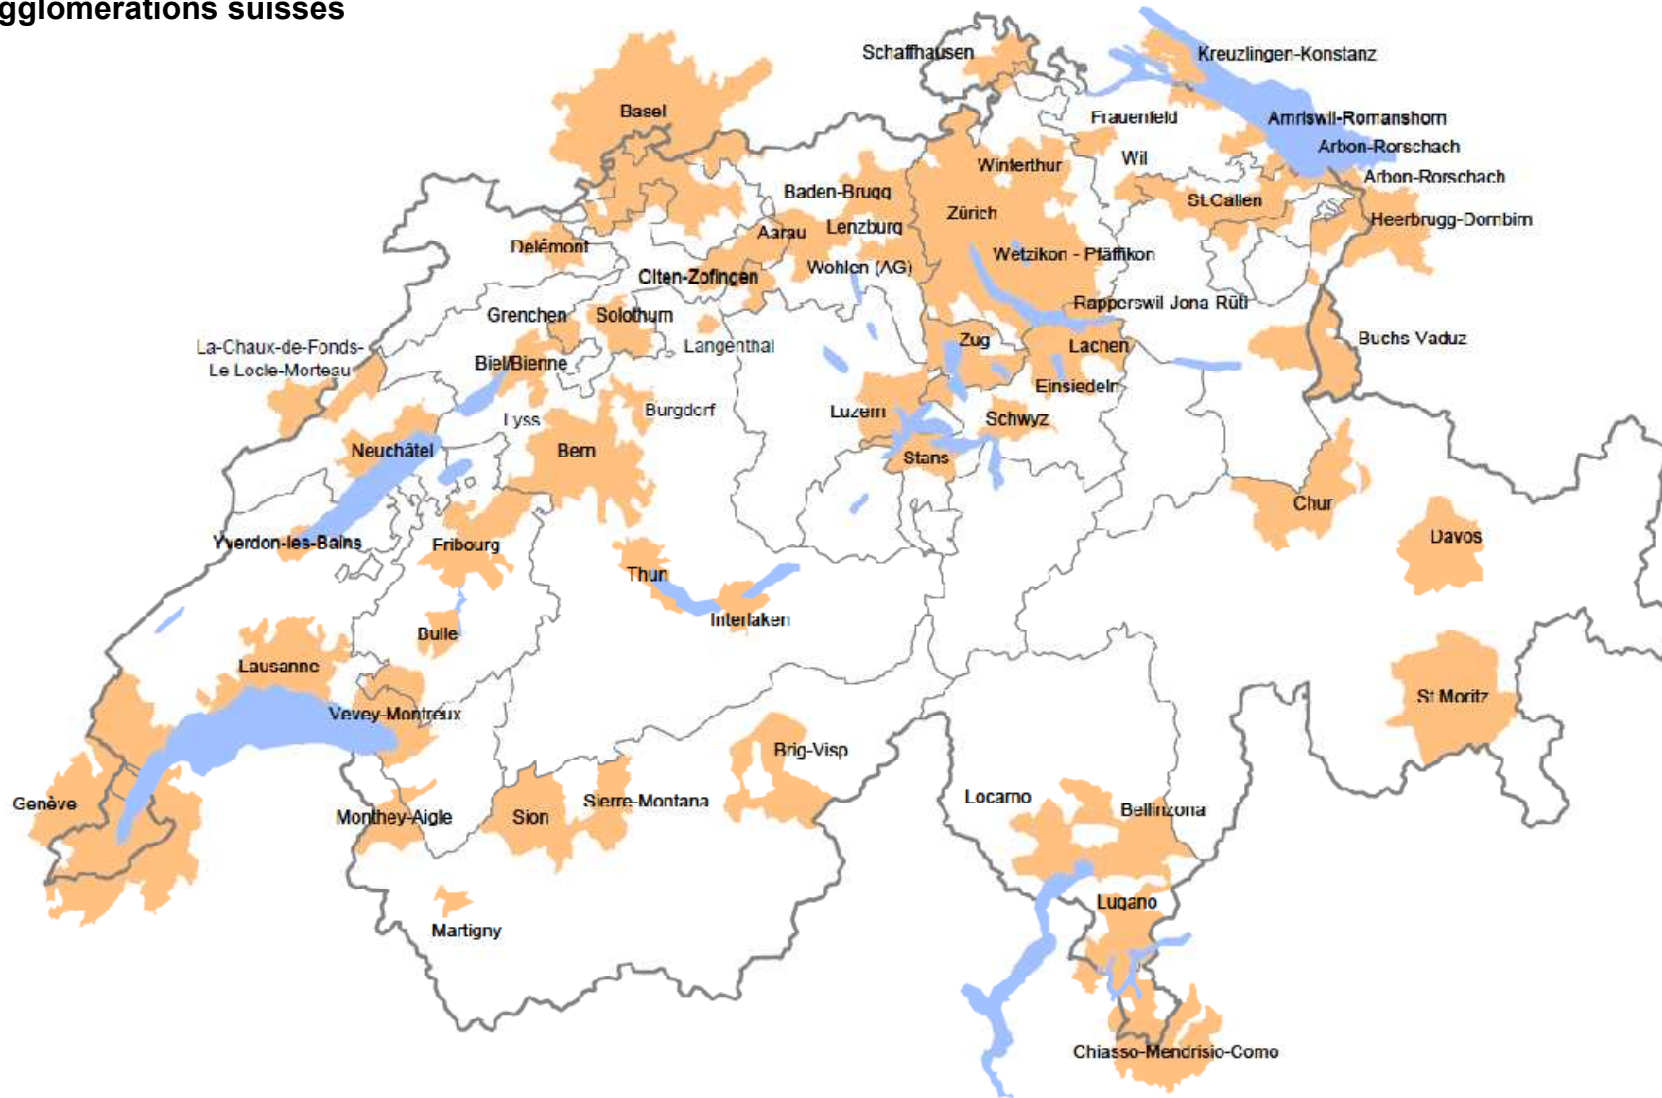 gglomérations suisses
Schaffhausen
Kreuzlingen-Konstanz
Basel
Frauenfeld
Amriswil-Romanshorn
Arbon-Rorschach
Winterthur
Wil
Arbon-Rorschach
Baden-Brugg
St.Gallen
Zürich
Heerbrugg-Dornbirn
Aarau
Lenzburg
Delémont
Wetzikon - Pfäffikon
Wohlen (AG)
Olten-Zofingen
Rapperswil Jona Rüti
Grenchen
Solothurn
Langenthal
Zug
Lachen
Buchs Vaduz
La-Chaux-de-Fonds-
Le Locle-Morteau
Biel/Bienne
Einsiedeln
Lyss
Burgdorf
Luzern
Schwyz
Neuchâtel
Bern
Stans
Chur
Yverdon-les-Bains
Fribourg
Davos
Thun
Interlaken
Bulle
Lausanne
St Moritz
Vevey-Montreux
Brig-Visp
Genève
Monthey-Aigle
Sion
Sierre-Montana
Locarno
Bellinzona
Martigny
Lugano
Chiasso-Mendrisio-Como